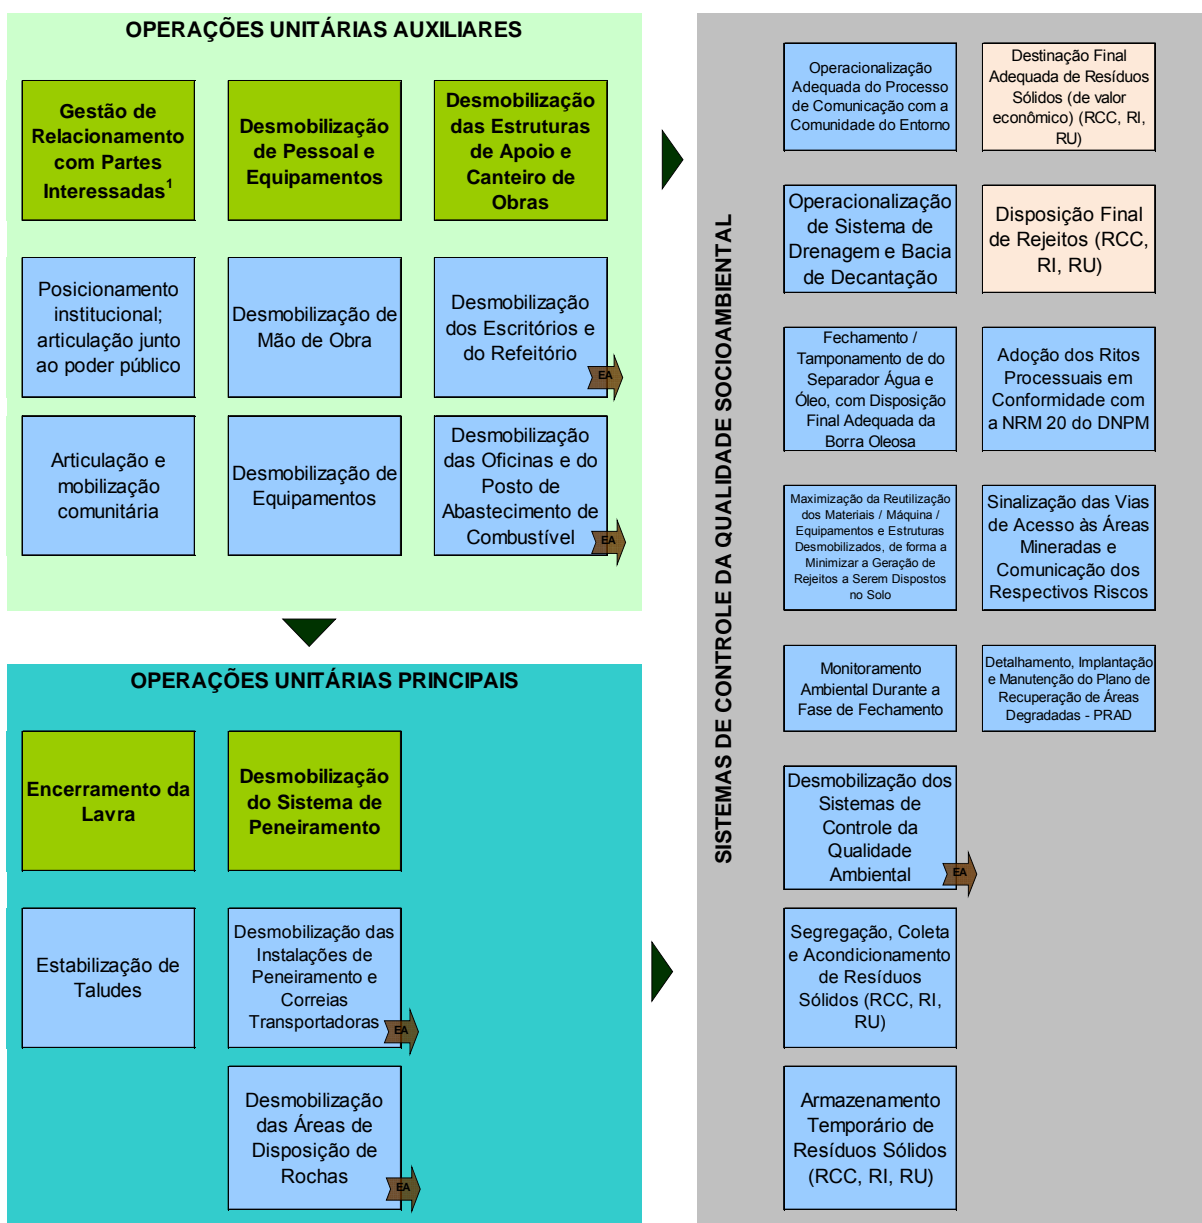 OPERAÇÕES UNITÁRIAS AUXILIARES
Gestão de
Relacionamento
com Partes
Interessadas1
Desmobilização
de Pessoal e
Equipamentos
Desmobilização
das Estruturas
de Apoio e
Canteiro de
Obras
Posicionamento
institucional;
articulação junto
ao poder público
Desmobilização de
Mão de Obra
Desmobilização
dos Escritórios e
do Refeitório
EA
Articulação e
mobilização
comunitária
Desmobilização de
Equipamentos
Desmobilização
das Oficinas e do
Posto de
Abastecimento de
Combustível
EA
OPERAÇÕES UNITÁRIAS PRINCIPAIS
Encerramento da
Lavra
Desmobilização
do Sistema de
Peneiramento
Estabilização de
Taludes
Desmobilização das
Instalações de
Peneiramento e
Correias
Transportadoras
EA
Desmobilização
das Áreas de
Disposição de
Rochas
EA
SISTEMAS DE CONTROLE DA QUALIDADE SOCIOAMBIENTAL
Operacionalização
Adequada do Processo
de Comunicação com a
Comunidade do Entorno
Destinação Final
Adequada de Resíduos
Sólidos (de valor
econômico) (RCC, RI,
RU)
Operacionalização
de Sistema de
Drenagem e Bacia
de Decantação
Disposição Final
de Rejeitos (RCC,
RI, RU)
Fechamento /
Tamponamento de do
Separador Água e
Óleo, com Disposição
Final Adequada da
Borra Oleosa
Adoção dos Ritos
Processuais em
Conformidade com
a NRM 20 do DNPM
Maximização da Reutilização
dos Materiais / Máquina /
Equipamentos e Estruturas
Desmobilizados, de forma a
Minimizar a Geração de
Rejeitos a Serem Dispostos
no Solo
Sinalização das Vias
de Acesso às Áreas
Mineradas e
Comunicação dos
Respectivos Riscos
Monitoramento
Ambiental Durante a
Fase de Fechamento
Detalhamento, Implantação
e Manutenção do Plano de
Recuperação de Áreas
Degradadas - PRAD
Desmobilização dos
Sistemas de
Controle da
Qualidade
Ambiental
EA
Segregação, Coleta
e Acondicionamento
de Resíduos
Sólidos (RCC, RI,
RU)
Armazenamento
Temporário de
Resíduos Sólidos
(RCC, RI, RU)